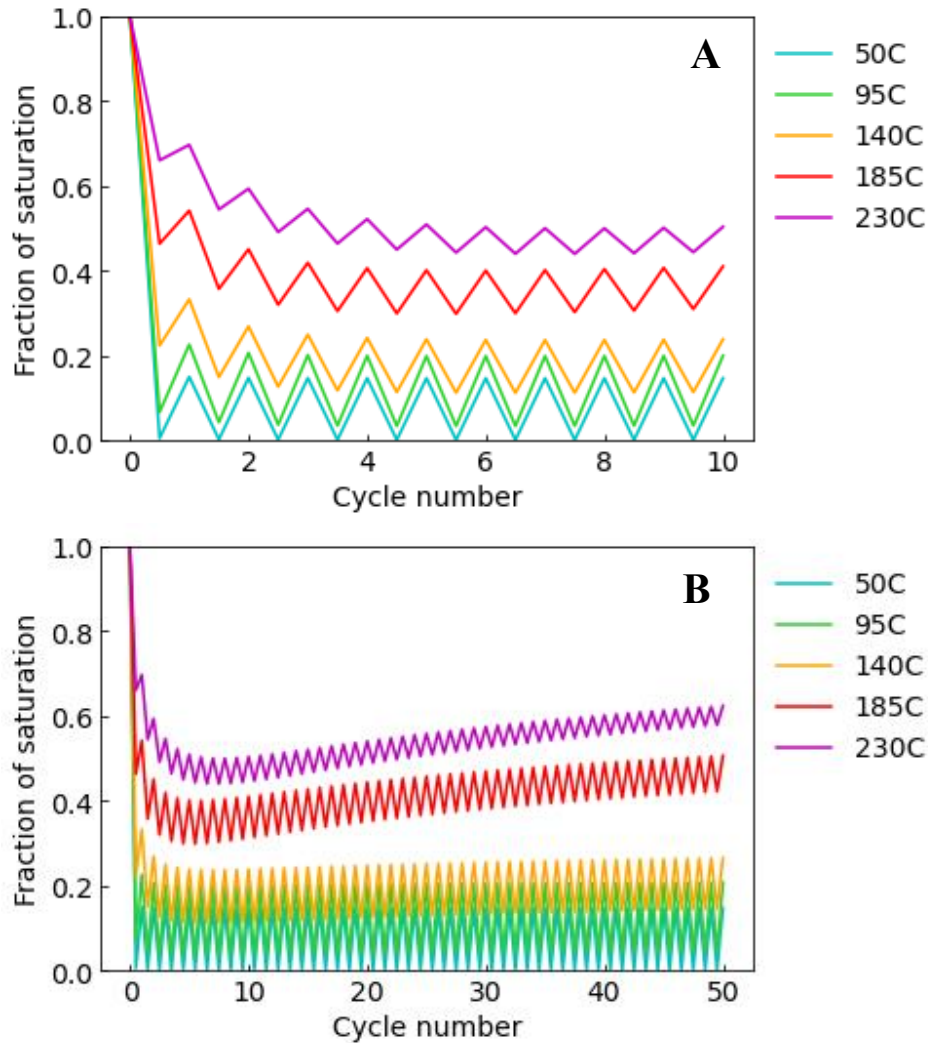 A
1.0
0.8
0.6
0.4
0.2
0.0
Fraction of saturation
0 2 4 6 8 10
Cycle number
50C
95C
140C
185C
230C
B
1.0
0.8
0.6
0.4
0.2
0.0
Fraction of saturation
0 10 20 30 40 50
Cycle number
50C
95C
140C
185C
230C